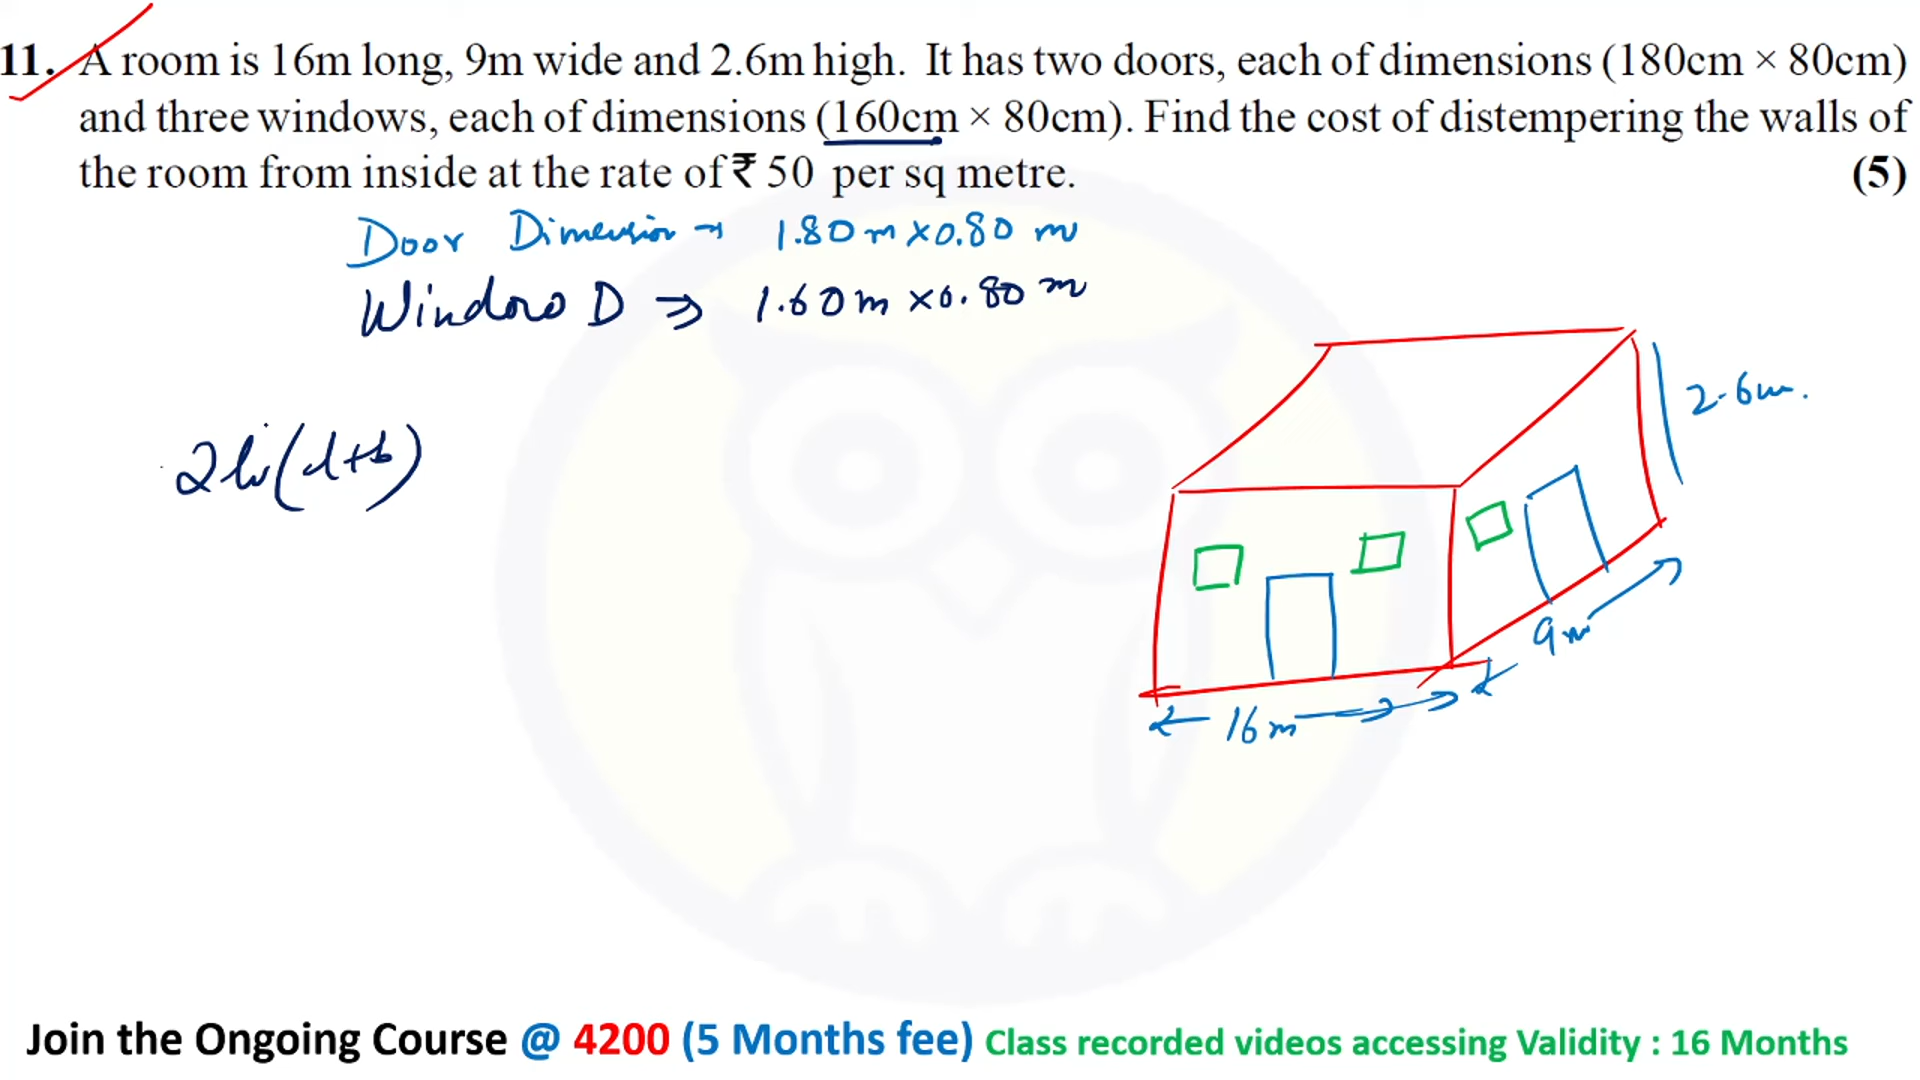 11. A room is 16m long, 9m wide and 2.6m high. It has two doors, each of dimensions (180cm × 80cm)
and three windows, each of dimensions (160cm × 80cm). Find the cost of distempering the walls of
the room from inside at the rate of ₹ 50 per sq metre. (5)
Door Dimension → 1.80 m × 0.80 m
Window D ⇒ 1.60 m × 0.80 m
2.6m.
2h(l+b)
9m
16m
Join the Ongoing Course @ 4200 (5 Months fee) Class recorded videos accessing Validity : 16 Months